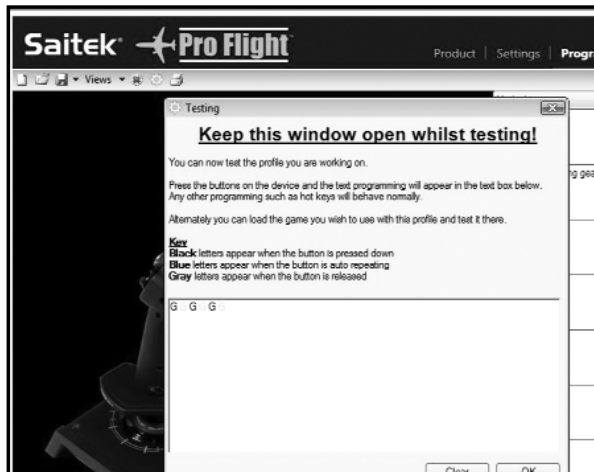 Saitek Pro Flight
Product | Settings | Progr
Views
Testing
Keep this window open whilst testing!
You can now test the profile you are working on.
Press the buttons on the device and the text programming will appear in the text box below.
Any other programming such as hot keys will behave normally.
Alternately you can load the game you wish to use with this profile and test it there.
Key
Black letters appear when the button is pressed down
Blue letters appear when the button is auto repeating
Gray letters appear when the button is released
G G G
Clear OK